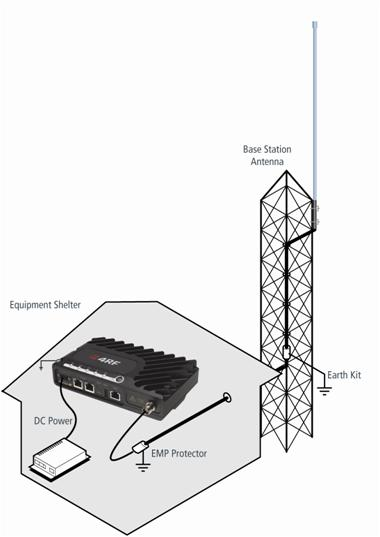 Base Station
Antenna
Equipment Shelter
4RF
Earth Kit
DC Power
EMP Protector